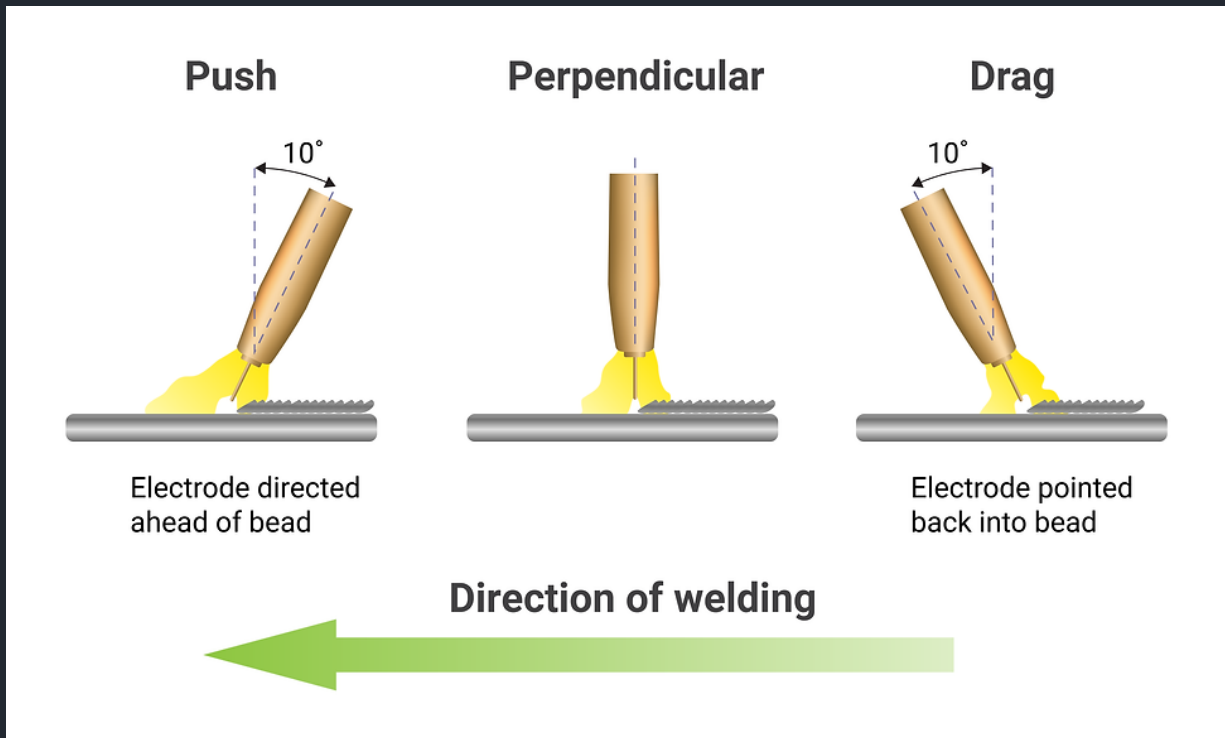 Push
Perpendicular
Drag
10°
10°
Electrode directed
ahead of bead
Electrode pointed
back into bead
Direction of welding